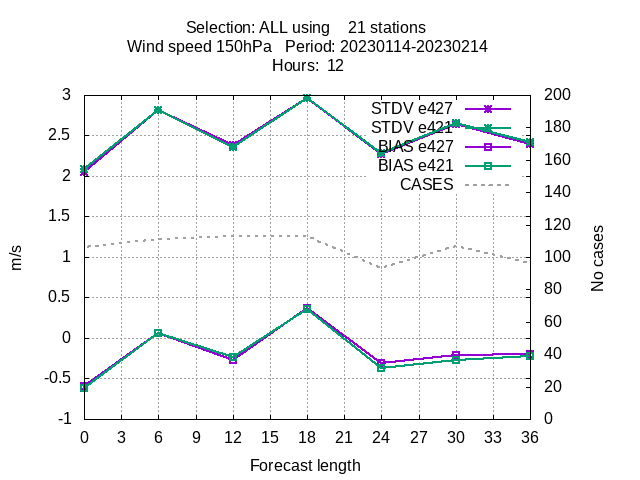 Selection: ALL using    21 stations
Wind speed 150hPa   Period: 20230114-20230214
Hours:  12
STDV e427
STDV e421
BIAS e427
BIAS e421
CASES
3
2.5
2
1.5
1
0.5
0
-0.5
-1
m/s
200
180
160
140
120
100
80
60
40
20
0
No cases
0 3 6 9 12 15 18 21 24 27 30 33 36
Forecast length